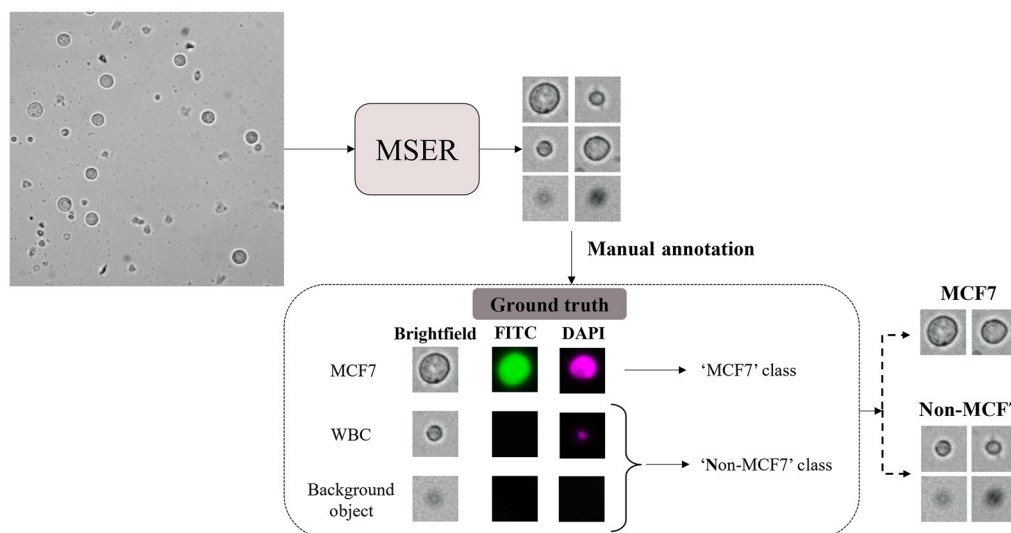 MSER
Manual annotation
Ground truth
Brightfield FITC DAPI
MCF7
'MCF7' class
WBC
'Non-MCF7' class
Background
object
MCF7
Non-MCF7